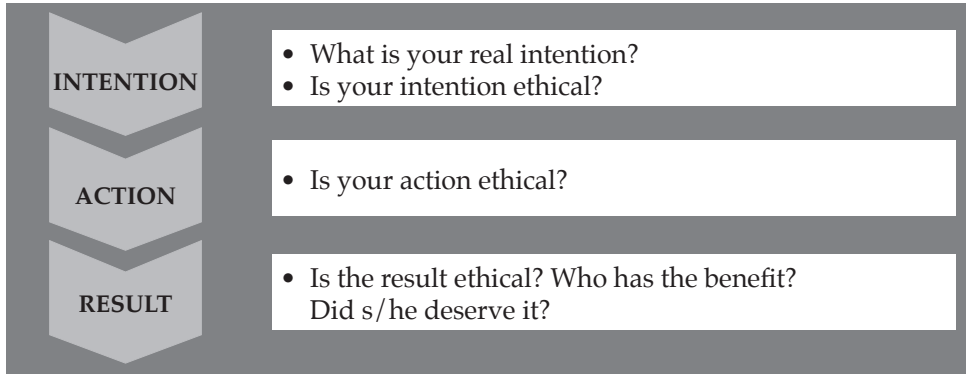 INTENTION
• What is your real intention?
• Is your intention ethical?
ACTION
• Is your action ethical?
RESULT
• Is the result ethical? Who has the benefit?
Did s/he deserve it?